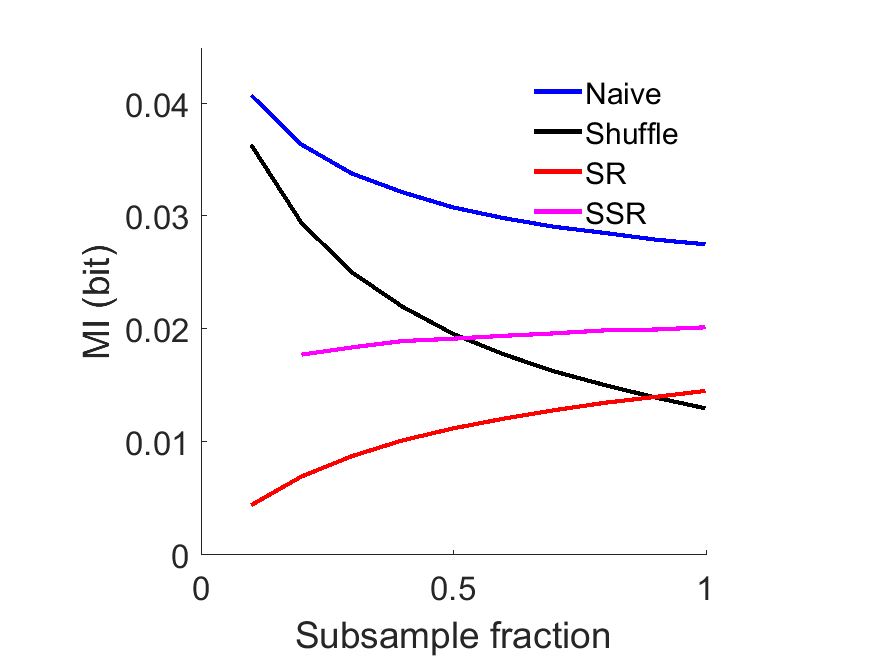 MI (bit)
0.04
0.03
0.02
0.01
0
0
0.5
1
Subsample fraction
Naive
Shuffle
SR
SSR